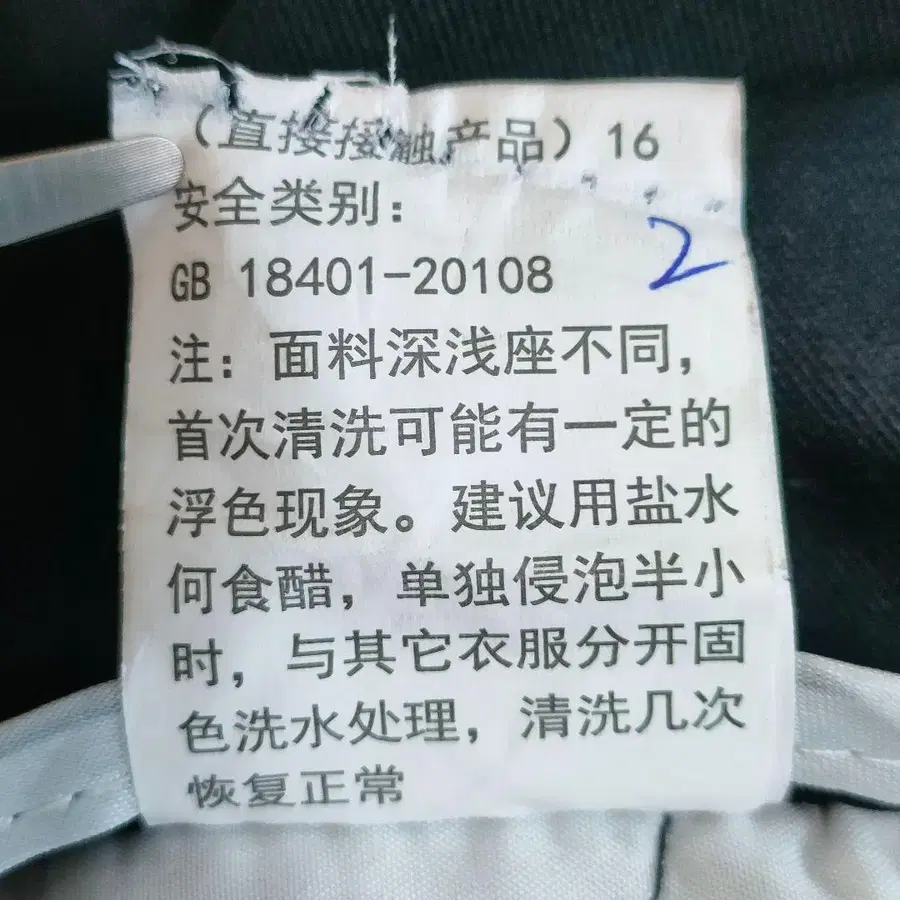 （直接接触产品）16
安全类别：
GB 18401-20108
2
注：面料深浅座不同，
首次清洗可能有一定的
浮色现象。建议用盐水
何食醋，单独侵泡半小
时，与其它衣服分开固
色洗水处理，清洗几次
恢复正常